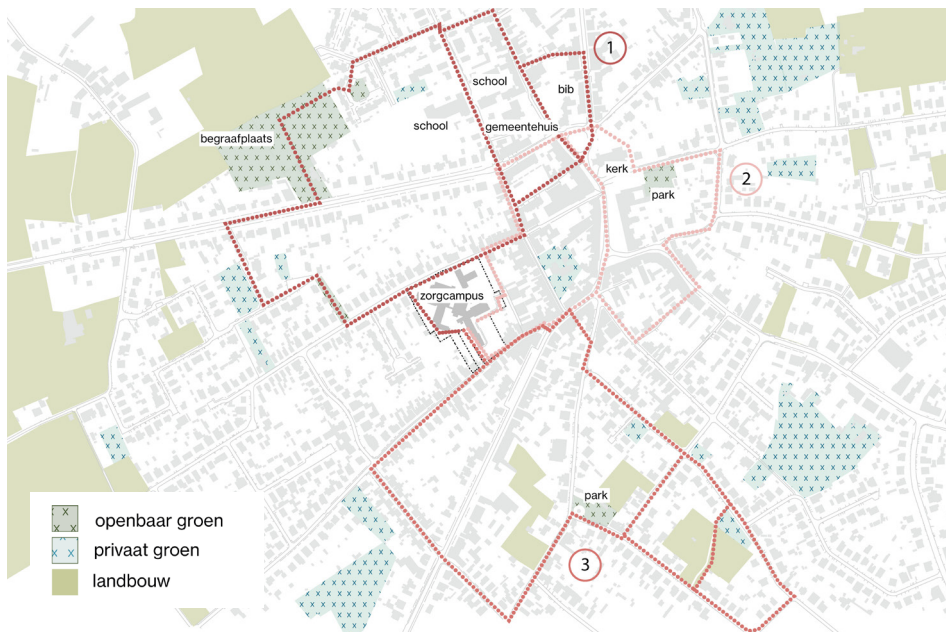 1
school
bib
school
gemeentehuis
begraafplaats
kerk
2
park
zorgcampus
park
3
openbaar groen
privaat groen
landbouw